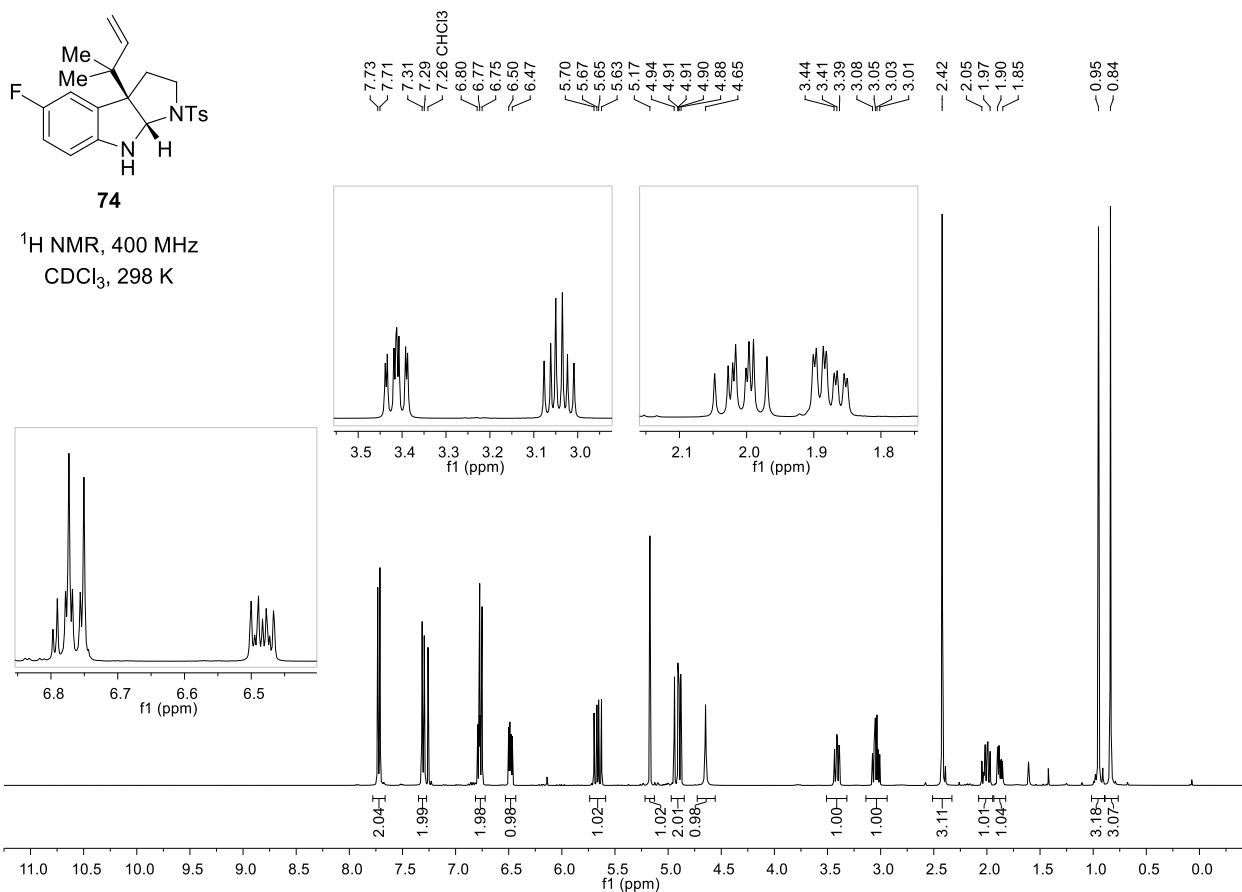 Me
Me
F
NTs
N
H
H
74
1H NMR, 400 MHz
CDCl3, 298 K
7.73
7.71
7.31
7.29
7.26 CHCl3
6.80
6.77
6.75
6.50
6.47
5.70
5.67
5.65
5.63
5.17
4.94
4.91
4.91
4.90
4.88
4.65
3.44
3.41
3.39
3.08
3.05
3.03
3.01
2.42
2.05
1.97
1.90
1.85
0.95
0.84
3.5 3.4 3.3 3.2 3.1 3.0
f1 (ppm)
2.1 2.0 1.9 1.8
f1 (ppm)
6.8 6.7 6.6 6.5
f1 (ppm)
2.04
1.99
1.98
0.98
1.02
1.02
2.01
0.98
1.00
1.00
3.11
1.01
1.04
3.18
3.07
11.0 10.5 10.0 9.5 9.0 8.5 8.0 7.5 7.0 6.5 6.0 5.5 5.0 4.5 4.0 3.5 3.0 2.5 2.0 1.5 1.0 0.5 0.0
f1 (ppm)